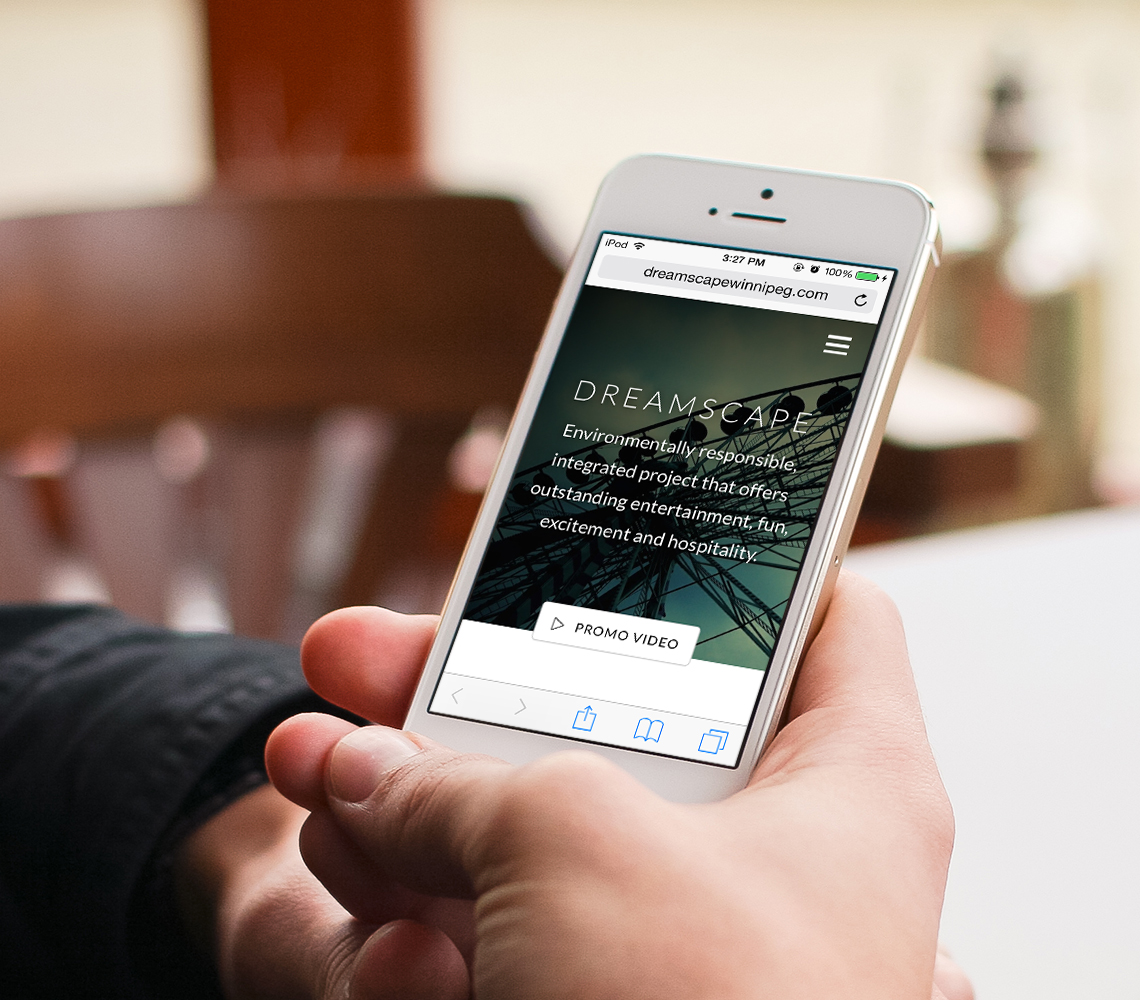 iPod 3:27 PM 100%
dreamscapewinnipeg.com
DREAMSCAPE
Environmentally responsible,
integrated project that offers
outstanding entertainment, fun,
excitement and hospitality.
PROMO VIDEO